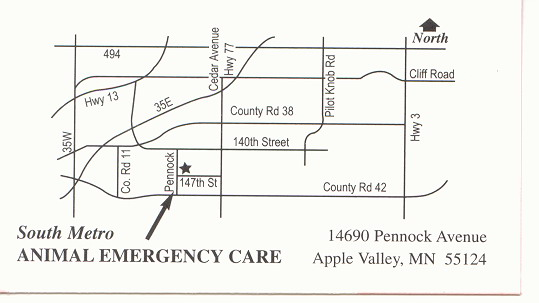 North
494
Cedar Avenue
Hwy 77
Pilot Knob Rd
Cliff Road
Hwy 13
35E
County Rd 38
Hwy 3
35W
140th Street
Co. Rd 11
Pennock
147th St
County Rd 42
South Metro
ANIMAL EMERGENCY CARE
14690 Pennock Avenue
Apple Valley, MN 55124